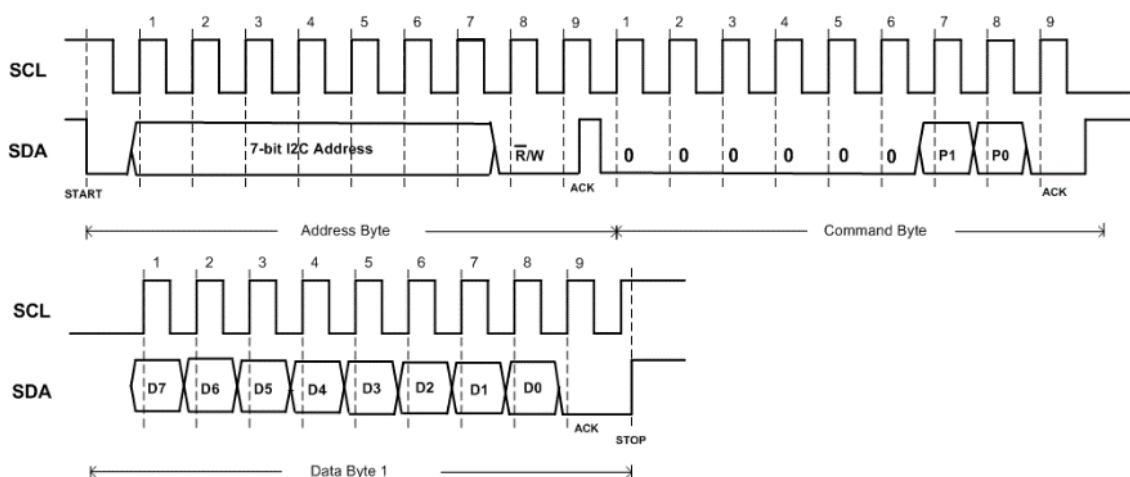 1 2 3 4 5 6 7 8 9 1 2 3 4 5 6 7 8 9
SCL
SDA 7-bit I2C Address R̅/W 0 0 0 0 0 0 P1 P0
START ACK ACK
Address Byte Command Byte
1 2 3 4 5 6 7 8 9
SCL
SDA D7 D6 D5 D4 D3 D2 D1 D0
ACK STOP
Data Byte 1